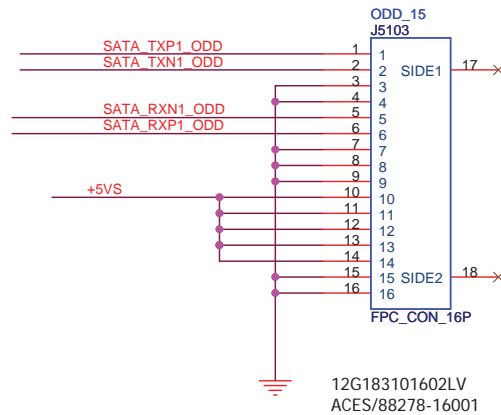 ODD_15
J5103
SATA_TXP1_ODD 1 1
SATA_TXN1_ODD 2 2 SIDE1 17
3 3
4 4
SATA_RXN1_ODD 5 5
SATA_RXP1_ODD 6 6
7 7
8 8
9 9
+5VS 10 10
11 11
12 12
13 13
14 14
15 15 SIDE2 18
16 16
FPC_CON_16P
12G183101602LV
ACES/88278-16001